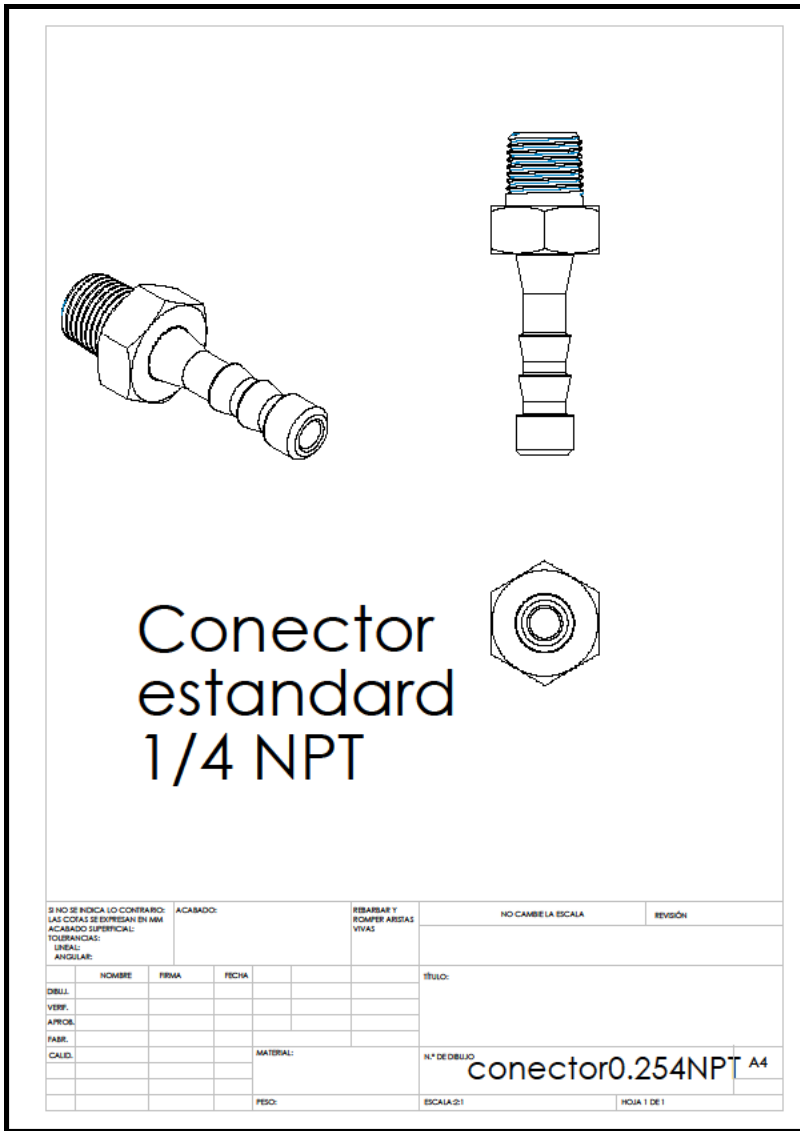 Conector
estandard
1/4 NPT
SI NO SE INDICA LO CONTRARIO:
LAS COTAS SE EXPRESAN EN MM
ACABADO SUPERFICIAL:
TOLERANCIAS:
LINEAL:
ANGULAR:
ACABADO:
REBARBAR Y
ROMPER ARISTAS
VIVAS
NO CAMBIE LA ESCALA
REVISIÓN
NOMBRE FIRMA FECHA
TÍTULO:
DIBUJ.
VERIF.
APROB.
FABR.
CALID.
MATERIAL:
N.º DE DIBUJO
conector0.254NPT
A4
PESO:
ESCALA:2:1
HOJA 1 DE 1